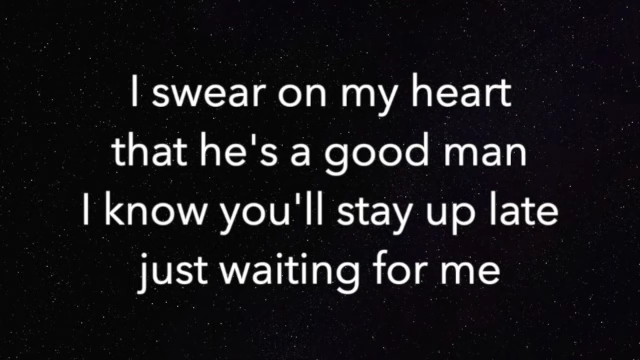 I swear on my heart
that he's a good man
I know you'll stay up late
just waiting for me